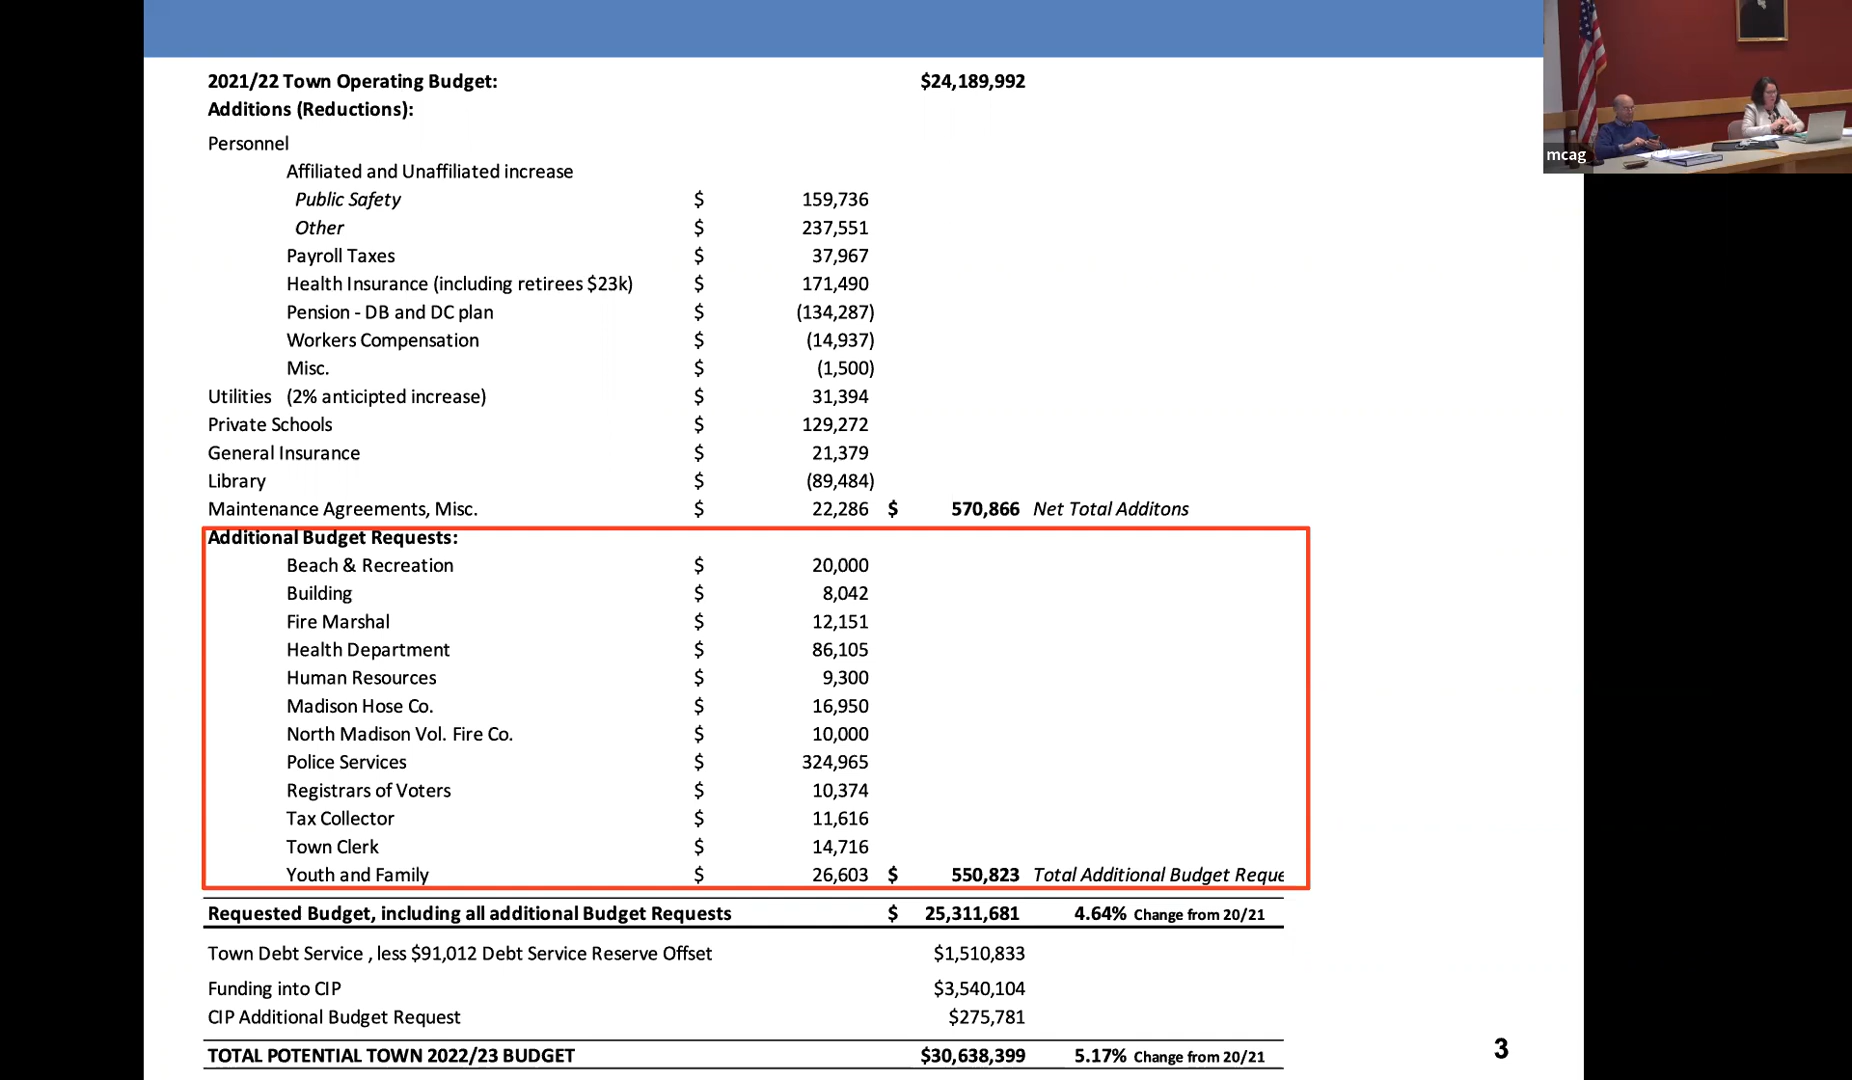 2021/22 Town Operating Budget: $24,189,992
Additions (Reductions):
Personnel
Affiliated and Unaffiliated increase
Public Safety $ 159,736
Other $ 237,551
Payroll Taxes $ 37,967
Health Insurance (including retirees $23k) $ 171,490
Pension - DB and DC plan $ (134,287)
Workers Compensation $ (14,937)
Misc. $ (1,500)
Utilities (2% anticipted increase) $ 31,394
Private Schools $ 129,272
General Insurance $ 21,379
Library $ (89,484)
Maintenance Agreements, Misc. $ 22,286 $ 570,866 Net Total Additons
Additional Budget Requests:
Beach & Recreation $ 20,000
Building $ 8,042
Fire Marshal $ 12,151
Health Department $ 86,105
Human Resources $ 9,300
Madison Hose Co. $ 16,950
North Madison Vol. Fire Co. $ 10,000
Police Services $ 324,965
Registrars of Voters $ 10,374
Tax Collector $ 11,616
Town Clerk $ 14,716
Youth and Family $ 26,603 $ 550,823 Total Additional Budget Reque
Requested Budget, including all additional Budget Requests $ 25,311,681 4.64% Change from 20/21
Town Debt Service , less $91,012 Debt Service Reserve Offset $1,510,833
Funding into CIP $3,540,104
CIP Additional Budget Request $275,781
TOTAL POTENTIAL TOWN 2022/23 BUDGET $30,638,399 5.17% Change from 20/21
3
mcag